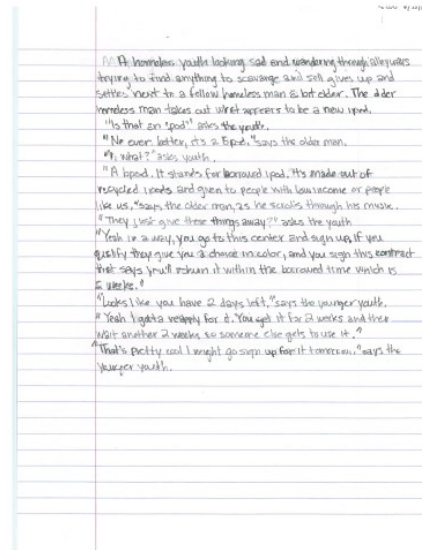 A homeless youth looking sad and wandering through alleyways
trying to find anything to scavange and sell gives up and
settles next to a fellow homeless man a bit older. The older
homeless man takes out what appears to be a new ipod.
"Is that an ipod?" asks the youth.
"No even better, its a bpod," says the older man.
"A what?" asks youth.
"A bpod. It stands for borrowed ipod. It's made out of
recycled ipods and given to people with low income or people
like us," says the older man, as he scrolls through his music.
"They just give these things away?" asks the youth
"Yeah in a way, you go to this center and sign up, if you
qualify they give you a choice in color, and you sign this contract
that says you'll return it within the borrowed time which is
2 weeks."
"Looks like you have 2 days left," says the younger youth.
"Yeah I gotta reapply for it. You get it for 2 weeks and then
wait another 2 weeks so someone else gets to use it."
"That's pretty cool I might go sign up for it tomorrow," says the
younger youth.